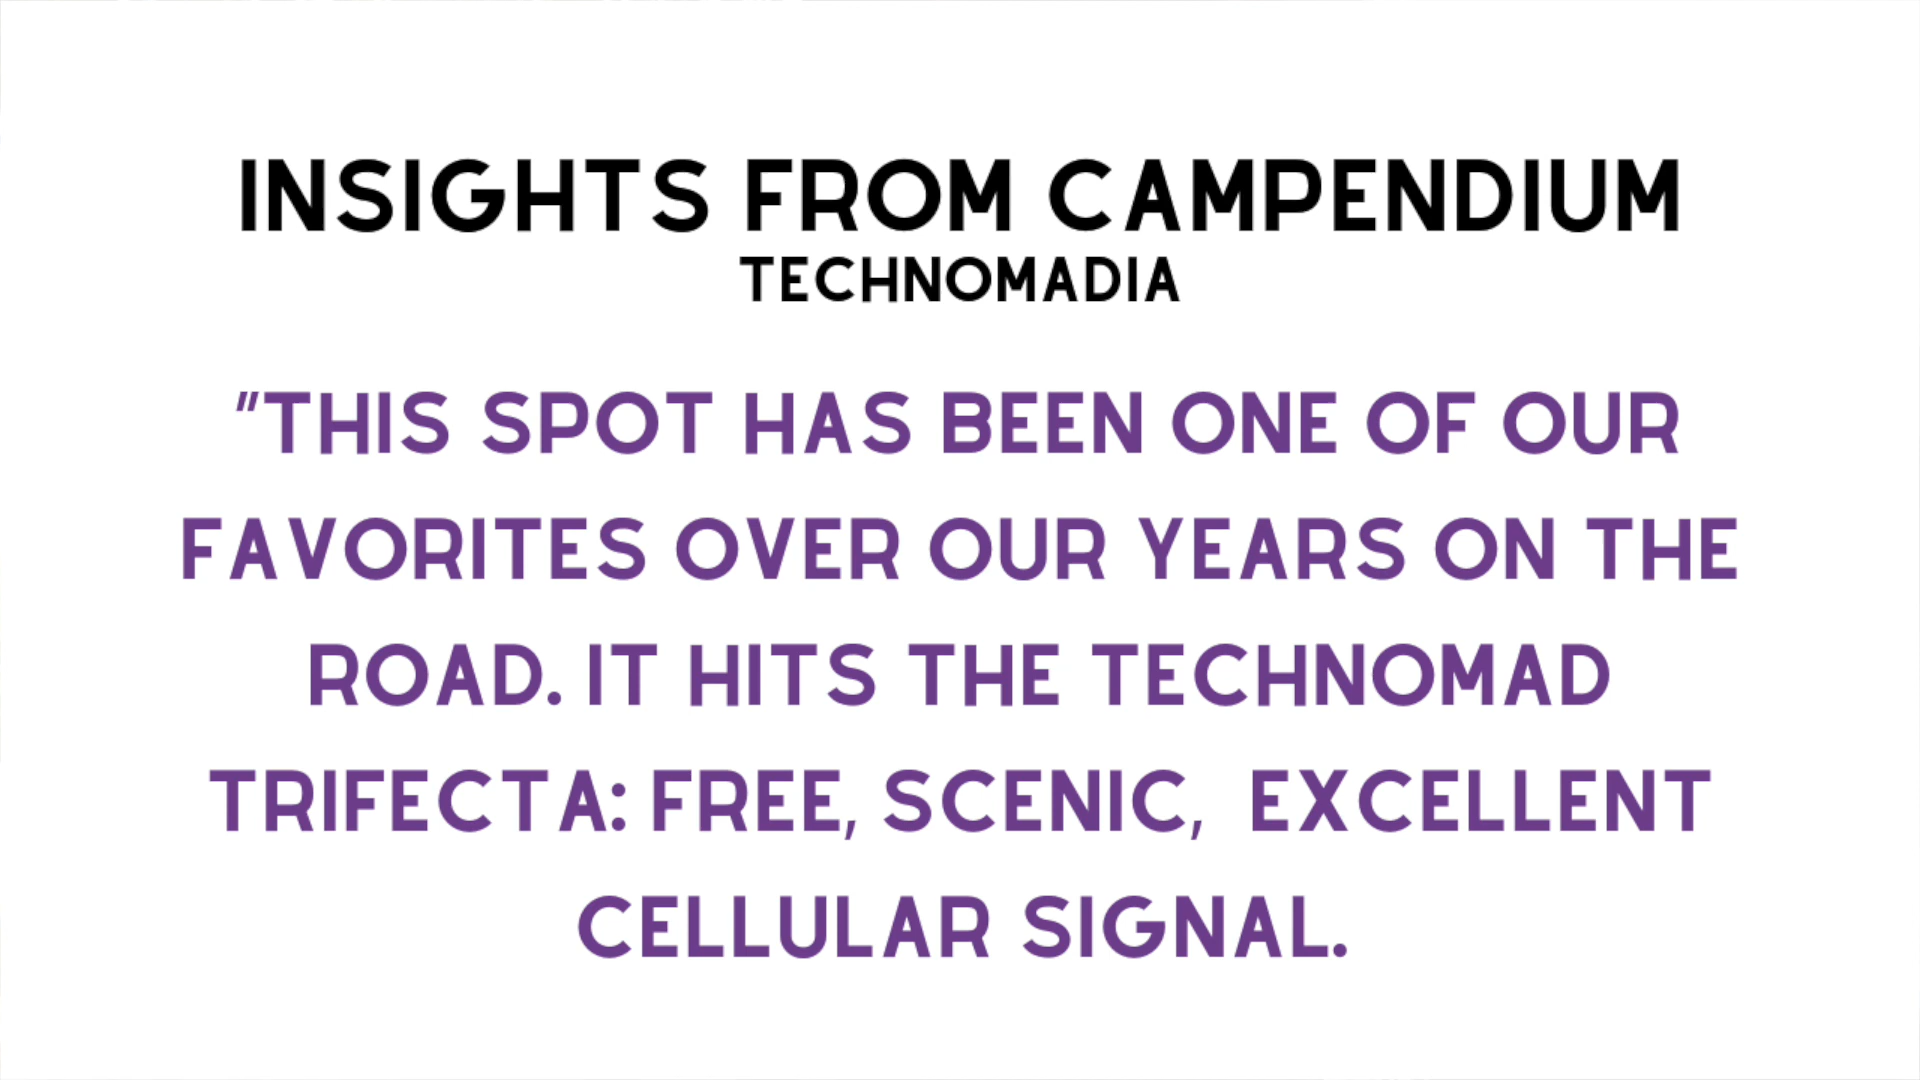 INSIGHTS FROM CAMPENDIUM
TECHNOMADIA
"THIS SPOT HAS BEEN ONE OF OUR
FAVORITES OVER OUR YEARS ON THE
ROAD. IT HITS THE TECHNOMAD
TRIFECTA: FREE, SCENIC, EXCELLENT
CELLULAR SIGNAL.